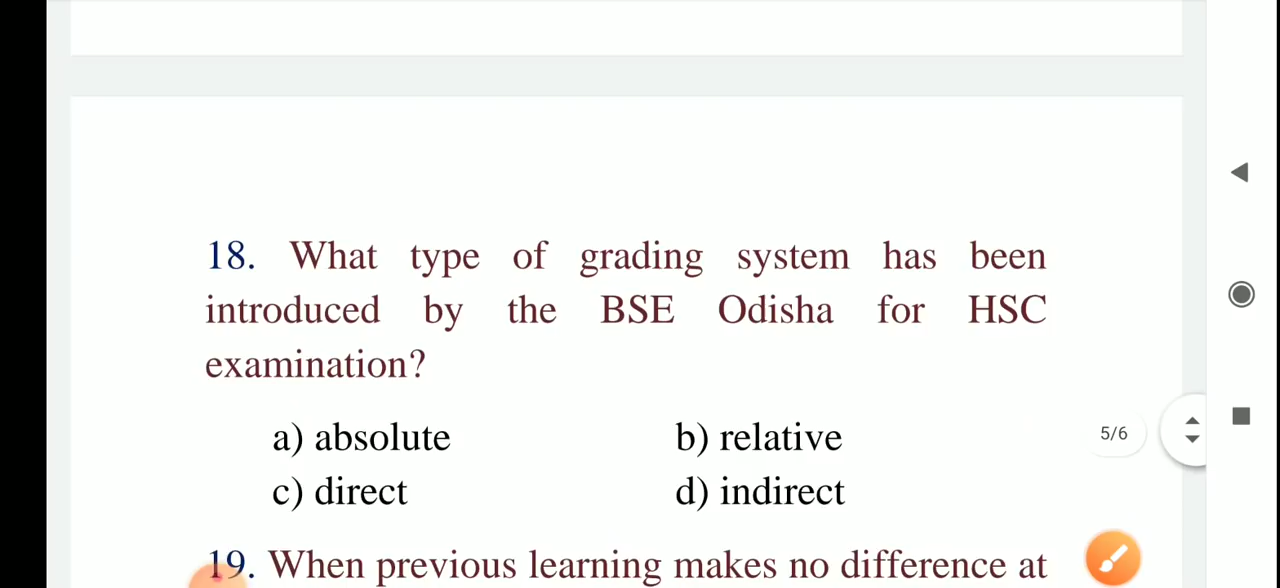 18. What type of grading system has been
introduced by the BSE Odisha for HSC
examination?
a) absolute b) relative
5/6
c) direct d) indirect
19. When previous learning makes no difference at